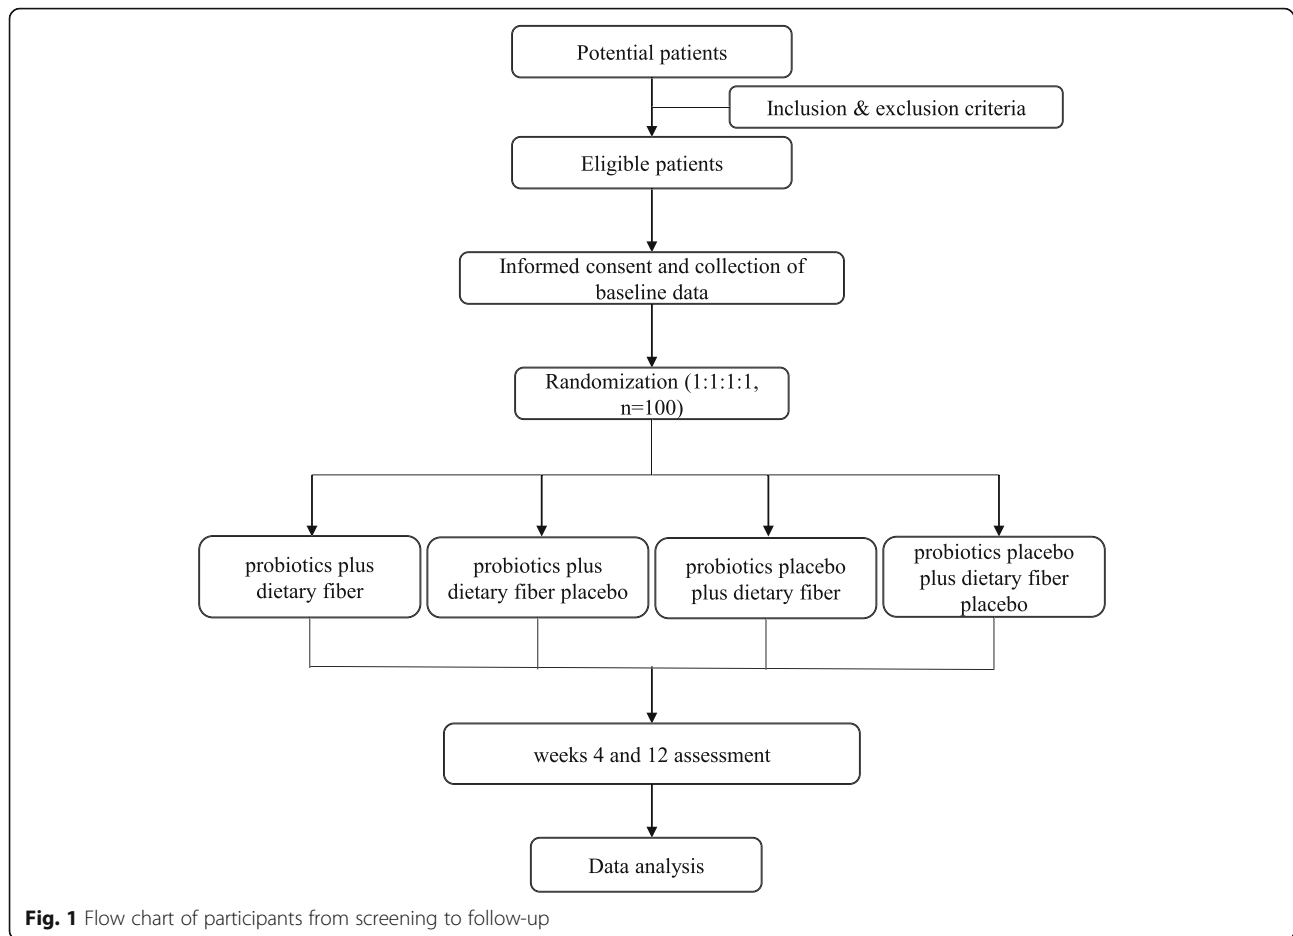 Potential patients
Inclusion & exclusion criteria
Eligible patients
Informed consent and collection of
baseline data
Randomization (1:1:1:1,
n=100)
probiotics plus
dietary fiber
probiotics plus
dietary fiber placebo
probiotics placebo
plus dietary fiber
probiotics placebo
plus dietary fiber
placebo
weeks 4 and 12 assessment
Data analysis
Fig. 1 Flow chart of participants from screening to follow-up